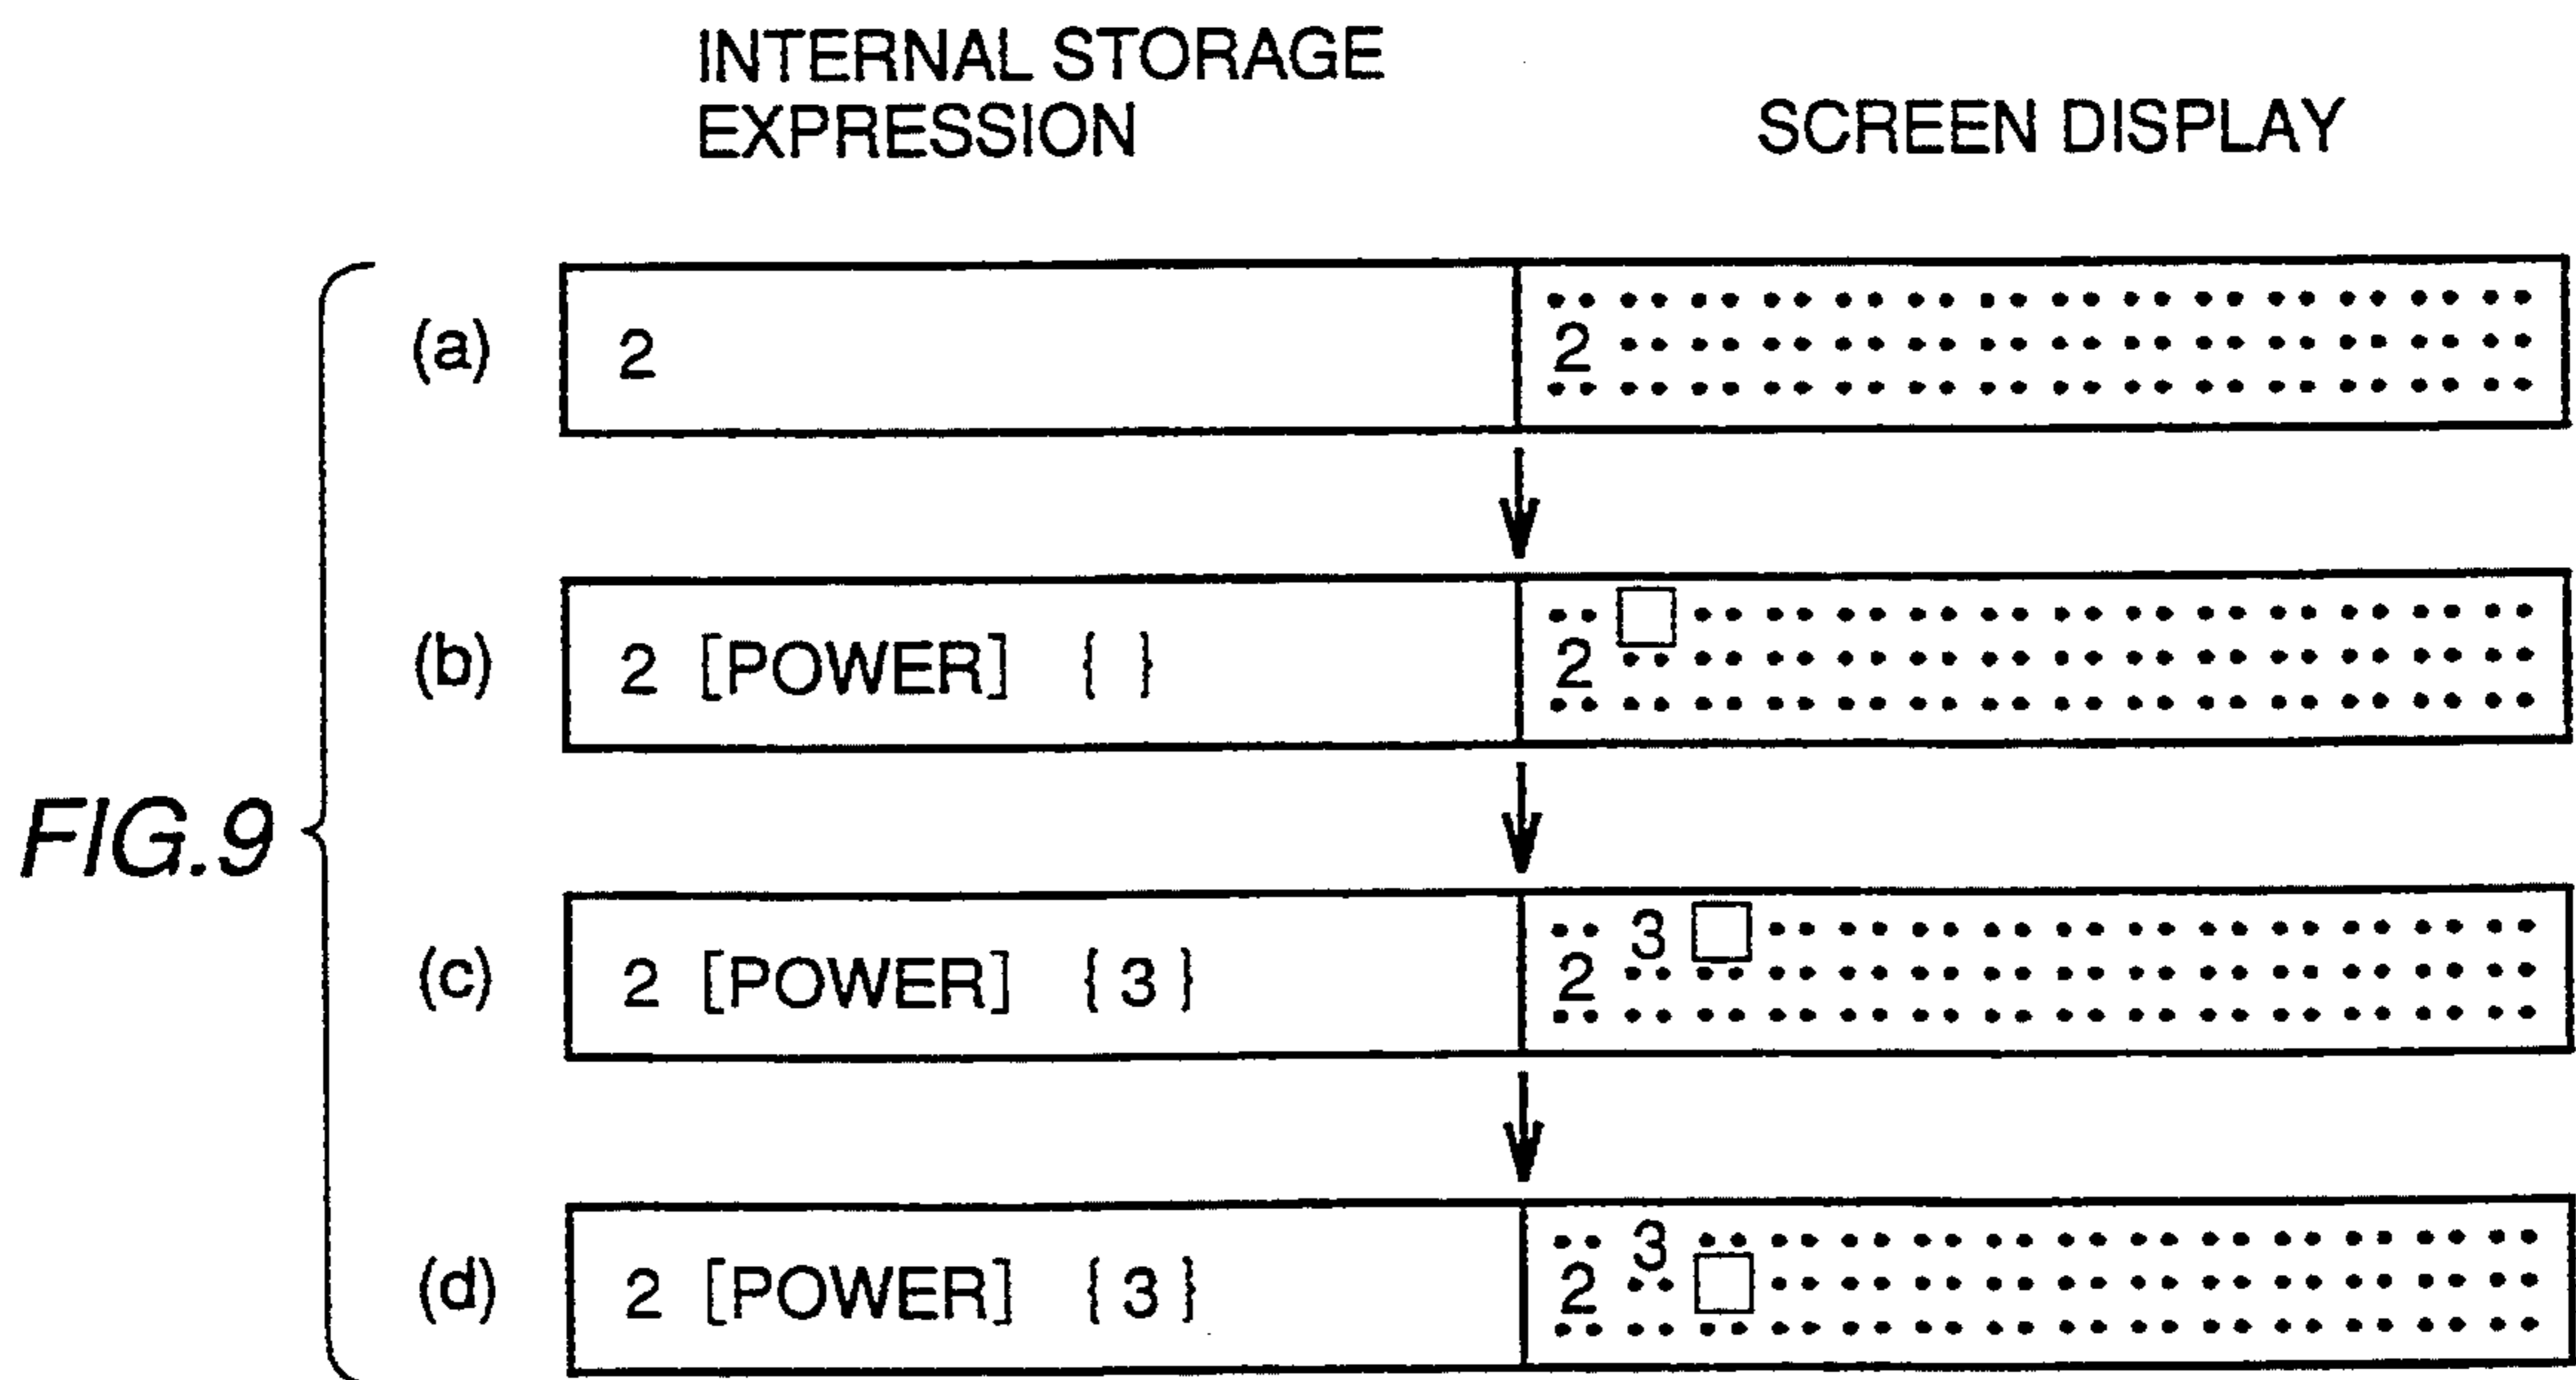 INTERNAL STORAGE
EXPRESSION
SCREEN DISPLAY
(a) 2 2
(b) 2 [POWER] { } 2
FIG.9
(c) 2 [POWER] { 3 } 3
2
(d) 2 [POWER] { 3 } 3
2